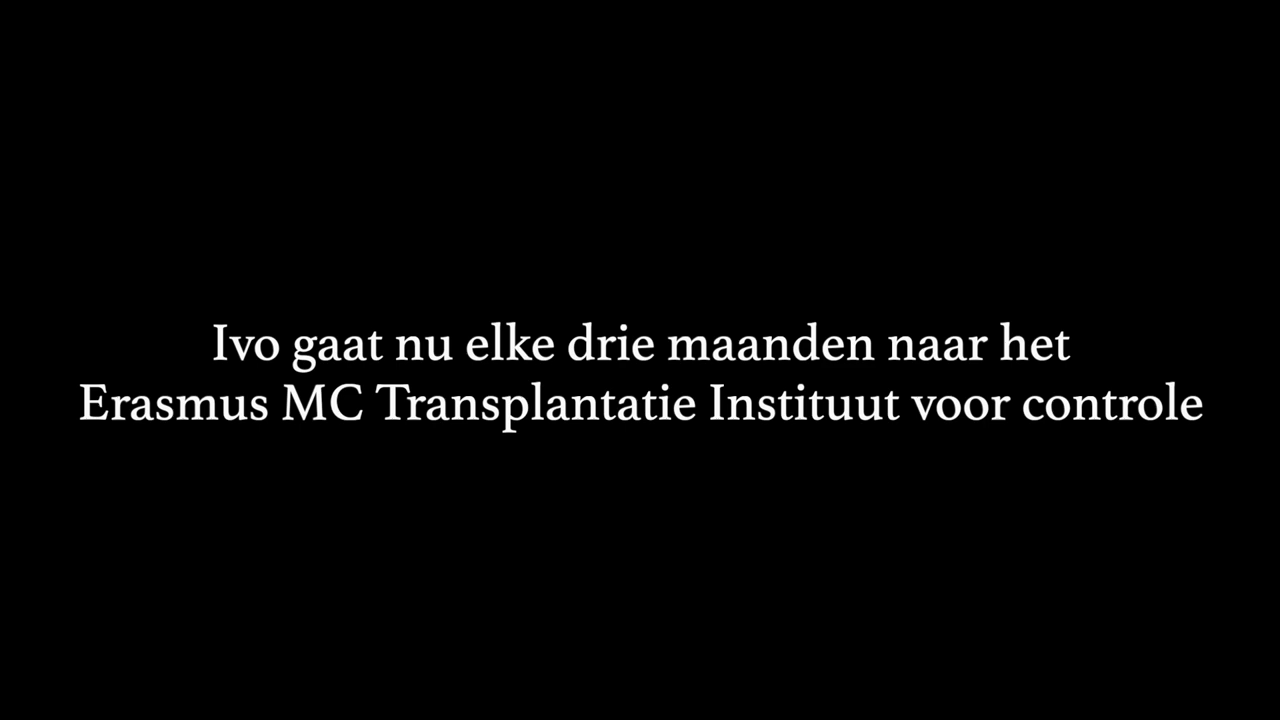 Ivo gaat nu elke drie maanden naar het
Erasmus MC Transplantatie Instituut voor controle